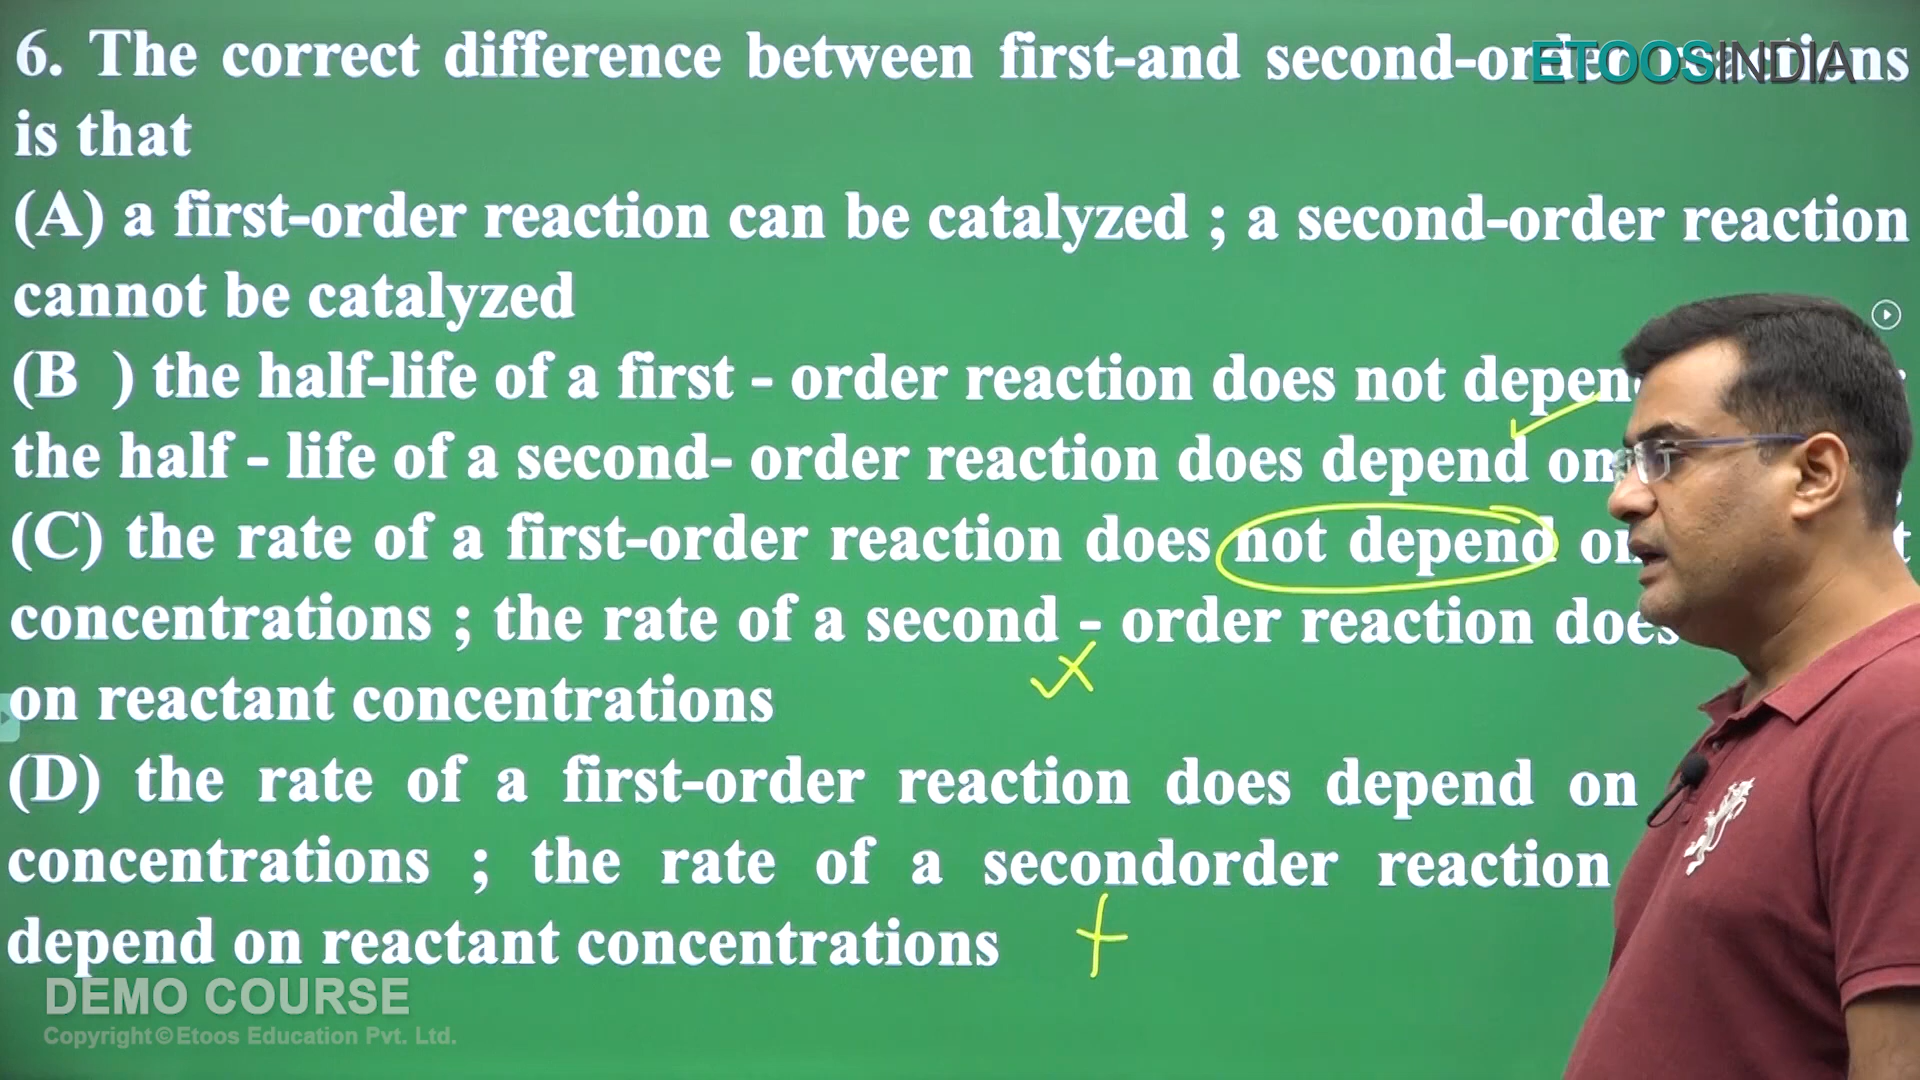 6. The correct difference between first-and second-order reactions
ETOOSINDIA
is that
(A) a first-order reaction can be catalyzed ; a second-order reaction
cannot be catalyzed
(B ) the half-life of a first - order reaction does not depend
the half - life of a second- order reaction does depend on
(C) the rate of a first-order reaction does not depend on
concentrations ; the rate of a second - order reaction does
on reactant concentrations
(D) the rate of a first-order reaction does depend on
concentrations ; the rate of a secondorder reaction
depend on reactant concentrations
DEMO COURSE
Copyright © Etoos Education Pvt. Ltd.